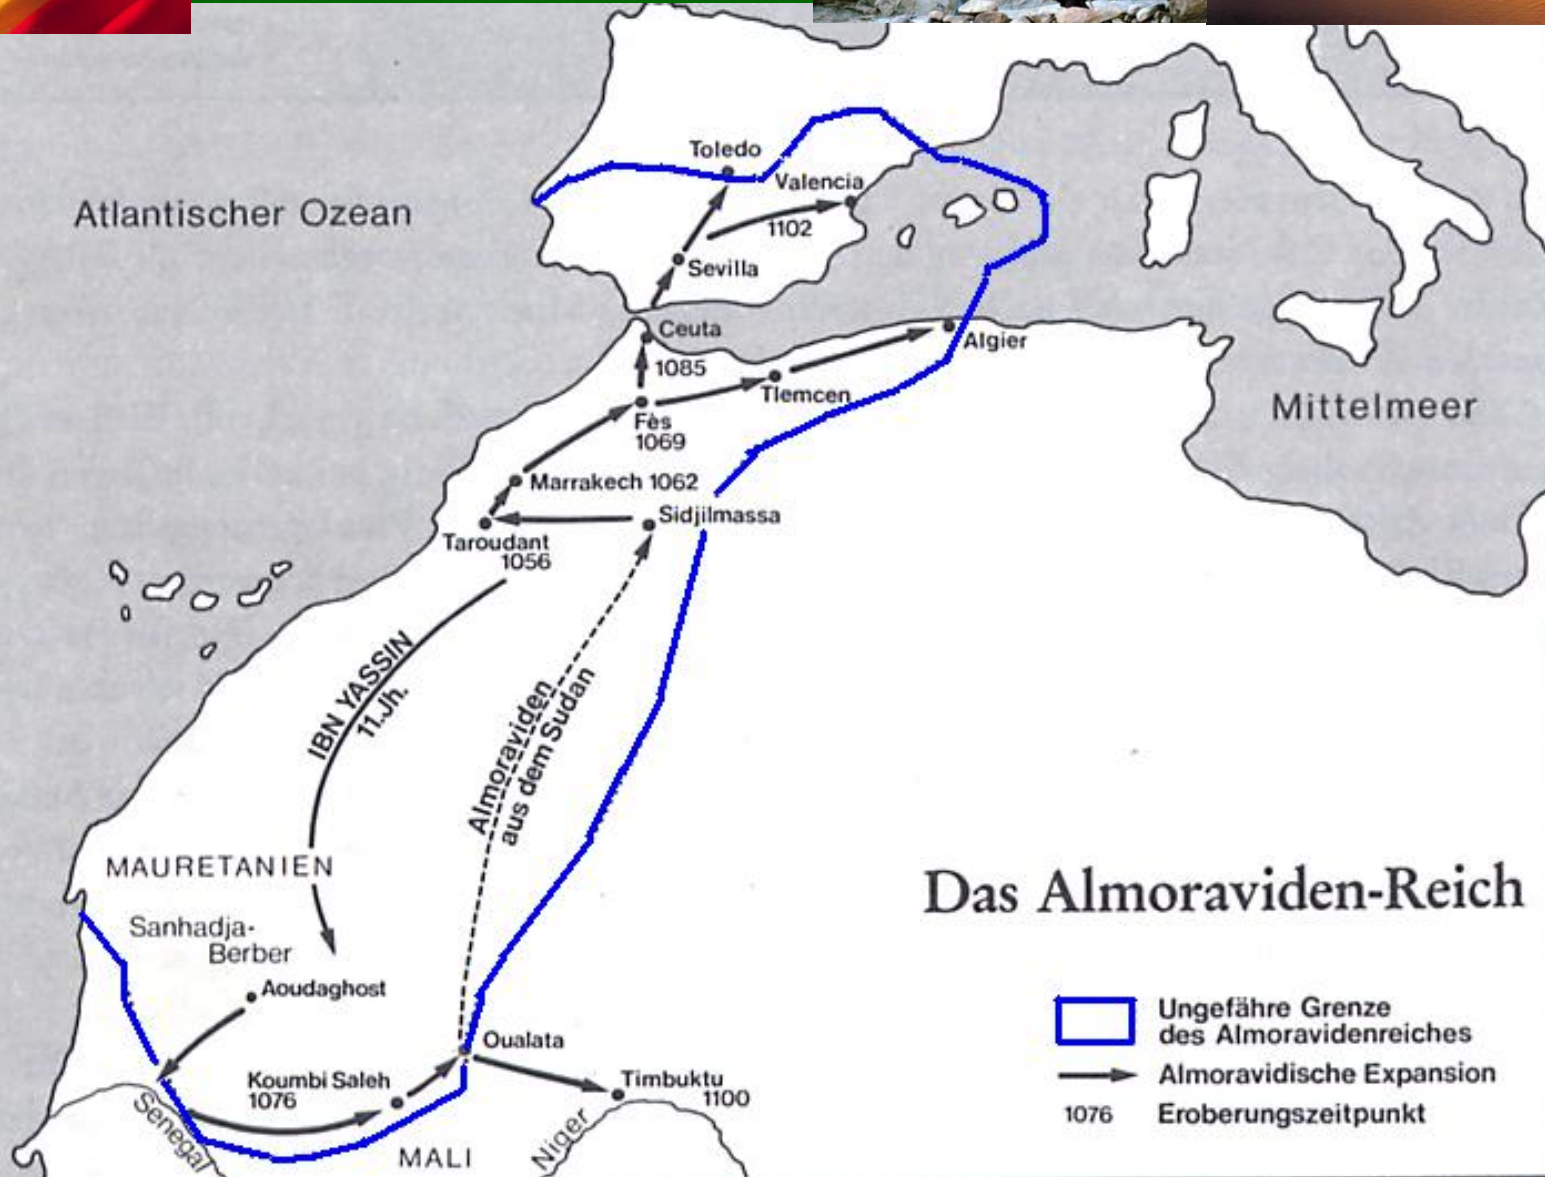 Toledo
Valencia
1102
Atlantischer Ozean
Sevilla
Ceuta
1085
Algier
Tlemcen
Fès
1069
Mittelmeer
Marrakech 1062
Sidjilmassa
Taroudant
1056
IBN YASSIN
11.Jh.
Almoraviden
aus dem Sudan
MAURETANIEN
Sanhadja-
Berber
Aoudaghost
Das Almoraviden-Reich
Oualata
Koumbi Saleh
1076
Timbuktu
1100
Senegal
Niger
MALI
Ungefähre Grenze
des Almoravidenreiches
Almoravidische Expansion
1076 Eroberungszeitpunkt